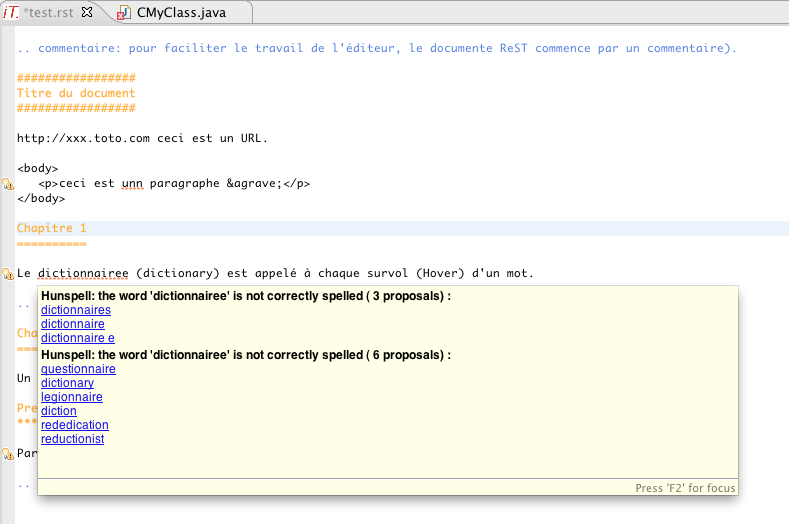 iT *test.rst CMyClass.java
.. commentaire: pour faciliter le travail de l'éditeur, le documente ReST commence par un commentaire).
#################
Titre du document
#################
http://xxx.toto.com ceci est un URL.
<body>
<p>ceci est unn paragraphe &agrave;</p>
</body>
Chapitre 1
==========
Le dictionnairee (dictionary) est appelé à chaque survol (Hover) d'un mot.
Hunspell: the word 'dictionnairee' is not correctly spelled ( 3 proposals) :
..
dictionnaires
dictionnaire
Cha
dictionnaire e
===
Hunspell: the word 'dictionnairee' is not correctly spelled ( 6 proposals) :
questionnaire
Un
dictionary
legionnaire
Pre
diction
***
rededication
reductionist
Par
..
Press 'F2' for focus